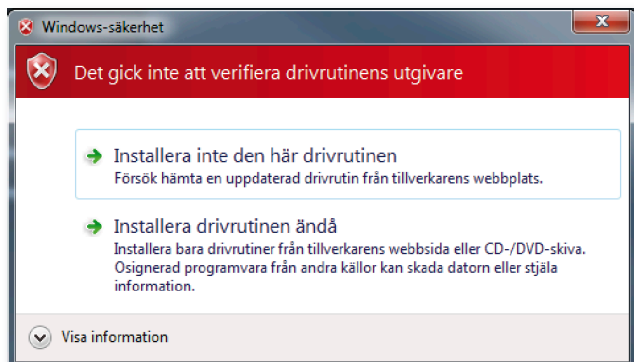 Windows-säkerhet
Det gick inte att verifiera drivrutinens utgivare
Installera inte den här drivrutinen
Försök hämta en uppdaterad drivrutin från tillverkarens webbplats.
Installera drivrutinen ändå
Installera bara drivrutiner från tillverkarens webbsida eller CD-/DVD-skiva.
Osignerad programvara från andra källor kan skada datorn eller stjäla
information.
Visa information